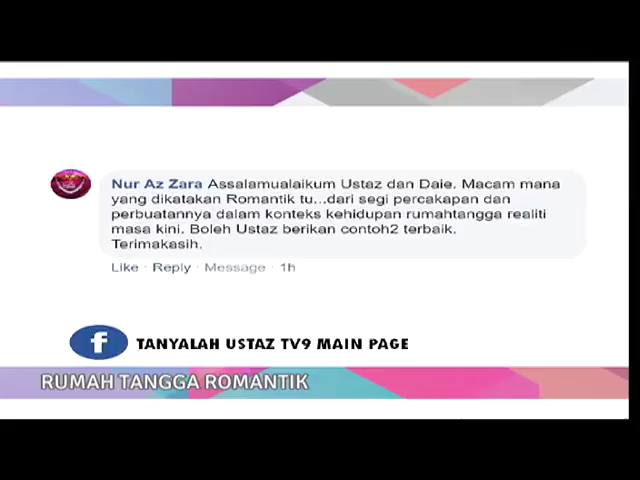 Nur Az Zara Assalamualaikum Ustaz dan Daie. Macam mana
yang dikatakan Romantik tu...dari segi percakapan dan
perbuatannya dalam konteks kehidupan rumahtangga realiti
masa kini. Boleh Ustaz berikan contoh2 terbaik.
Terimakasih.
Like · Reply · Message · 1h
f TANYALAH USTAZ TV9 MAIN PAGE
RUMAH TANGGA ROMANTIK